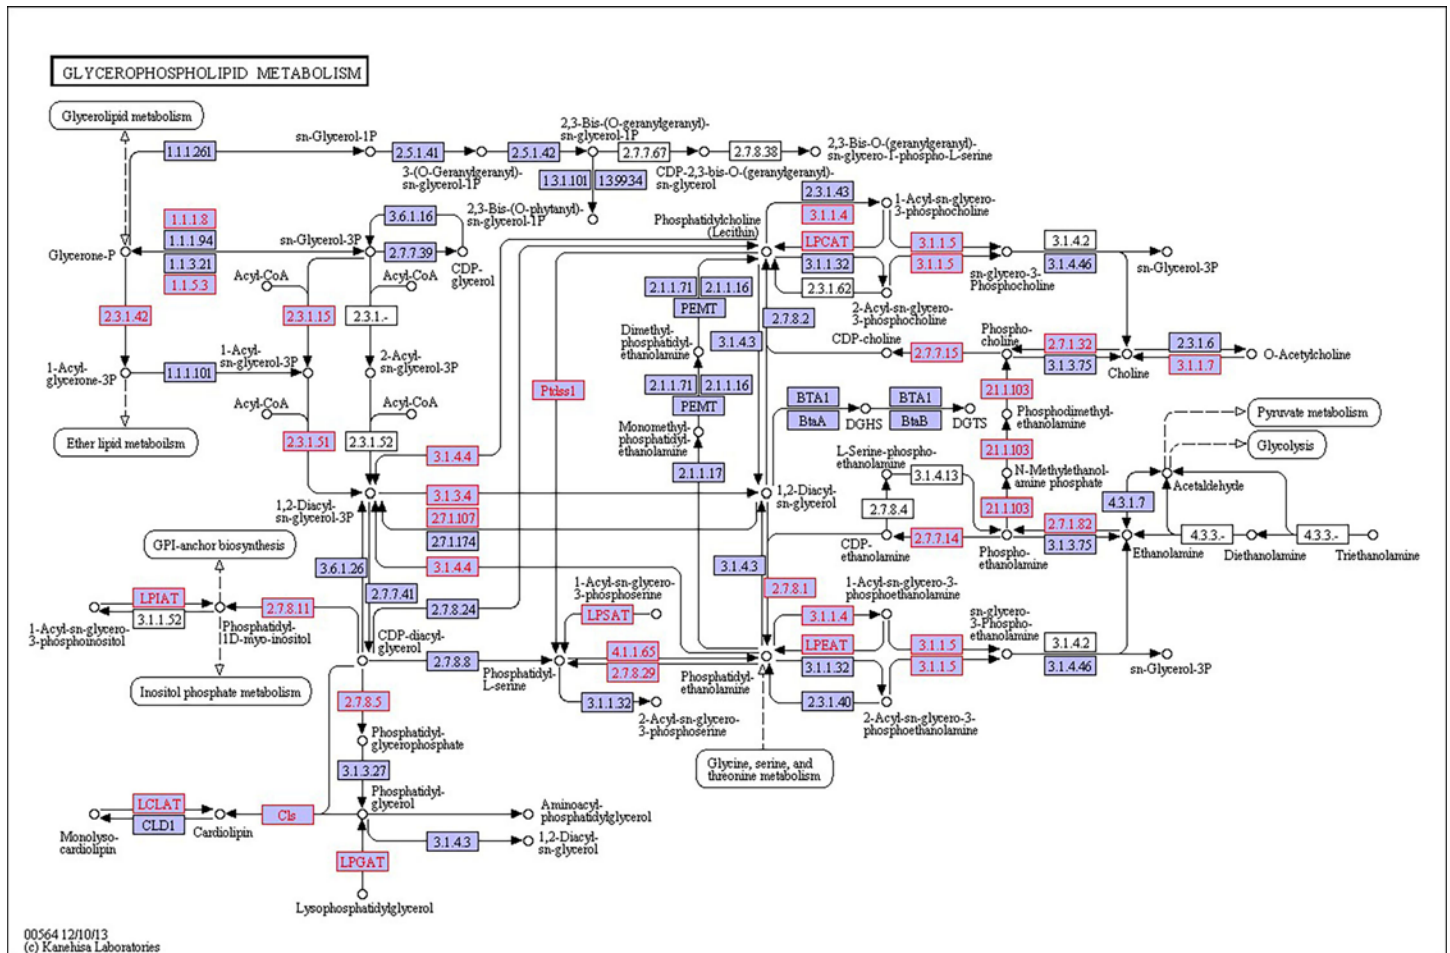 GLYCEROPHOSPHOLIPID METABOLISM
Glycerolipid metabolism
sn-Glycerol-1P
2,3-Bis-(O-geranylgeranyl)-
sn-glycerol-1P
1.1.1.261
2.5.1.41
2.5.1.42
2.7.7.67
2.7.8.38
2,3-Bis-O-(geranylgeranyl)-
sn-glycero-1-phospho-L-serine
3-(O-Geranylgeranyl)-
sn-glycerol-1P
1.3.1.101
1.3.99.34
CDP-2,3-bis-O-(geranylgeranyl)-
sn-glycerol
2,3-Bis-(O-phytanyl)-
sn-glycerol-1P
1.1.1.8
1.1.1.94
1.1.3.21
1.1.5.3
Glycerone-P
sn-Glycerol-3P
3.6.1.16
2.7.7.39
CDP-
glycerol
Acyl-CoA
Acyl-CoA
2.3.1.42
2.3.1.15
2.3.1.-
1-Acyl-
glycerone-3P
1.1.1.101
1-Acyl-
sn-glycerol-3P
2-Acyl-
sn-glycerol-3P
Acyl-CoA
Acyl-CoA
Ether lipid metaboilsm
2.3.1.51
2.3.1.52
Phosphatidylcholine
(Lecithin)
2.3.1.43
3.1.1.4
LPCAT
3.1.1.32
2.3.1.62
1-Acyl-sn-glycero-
3-phosphocholine
3.1.1.5
3.1.1.5
sn-glycero-3-
Phosphocholine
3.1.4.2
3.1.4.46
sn-Glycerol-3P
2-Acyl-sn-glycero-
3-phosphocholine
2.1.1.71
2.1.1.16
PEMT
2.7.8.2
3.1.4.3
Dimethyl-
phosphatidyl-
ethanolamine
CDP-choline
2.7.7.15
Phospho-
choline
2.7.1.32
3.1.3.75
Choline
2.3.1.6
3.1.1.7
O-Acetylcholine
Ptdss1
2.1.1.71
2.1.1.16
PEMT
BTA1
BtaA
DGHS
BTA1
BtaB
DGTS
2.1.1.103
Phosphodimethyl-
ethanolamine
Pyruvate metabolism
Glycolysis
Monomethyl-
phosphatidyl-
ethanolamine
2.1.1.17
L-Serine-phospho-
ethanolamine
2.1.1.103
3.1.4.13
N-Methylethanol-
amine phosphate
Acetaldehyde
3.1.4.4
3.1.3.4
2.7.1.107
2.7.1.174
3.1.4.4
1,2-Diacyl-
sn-glycerol-3P
1,2-Diacyl-
sn-glycerol
2.7.8.4
2.1.1.103
4.3.1.7
CDP-
ethanolamine
2.7.7.14
Phospho-
ethanolamine
2.7.1.82
3.1.3.75
Ethanolamine
4.3.3.-
Diethanolamine
4.3.3.-
Triethanolamine
GPI-anchor biosynthesis
3.6.1.26
2.7.7.41
2.7.8.24
3.1.4.3
2.7.8.1
LPIAT
3.1.1.52
2.7.8.11
1-Acyl-sn-glycero-
3-phosphoinositol
Phosphatidyl-
1D-myo-inositol
CDP-diacyl-
glycerol
1-Acyl-sn-glycero-
3-phosphoserine
LPSAT
1-Acyl-sn-glycero-3-
phosphoethanolamine
3.1.1.4
LPEAT
3.1.1.32
2.3.1.40
3.1.1.5
3.1.1.5
sn-glycero-
3-Phospho-
ethanolamine
3.1.4.2
3.1.4.46
sn-Glycerol-3P
2.7.8.8
Phosphatidyl-
L-serine
4.1.1.65
2.7.8.29
Phosphatidyl-
ethanolamine
Inositol phosphate metabolism
2.7.8.5
3.1.1.32
2-Acyl-sn-glycero-
3-phosphoserine
2-Acyl-sn-glycero-3-
phosphoethanolamine
Phosphatidyl-
glycerophosphate
Glycine, serine, and
threonine metabolism
3.1.3.27
Phosphatidyl-
glycerol
LCLAT
CLD1
Monolyso-
cardiolipin
Cardiolipin
Cls
Aminoacyl-
phosphatidylglycerol
3.1.4.3
1,2-Diacyl-
sn-glycerol
LPGAT
Lysophosphatidylglycerol
00564 12/10/13
(c) Kanehisa Laboratories